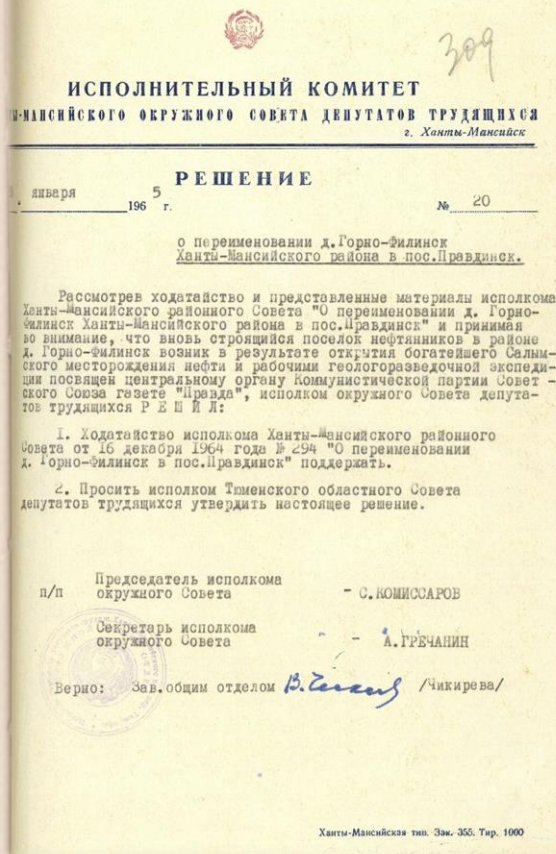 309
ИСПОЛНИТЕЛЬНЫЙ КОМИТЕТ
ТЫ-МАНСИЙСКОГО ОКРУЖНОГО СОВЕТА ДЕПУТАТОВ ТРУДЯЩИХСЯ
г. Ханты-Мансийск
РЕШЕНИЕ
января 1965 г. № 20
о переименовании д.Горно-Филинск
Ханты-Мансийского района в пос.Правдинск.
Рассмотрев ходатайство и представленные материалы исполкома
Ханты-Мансийского районного Совета "О переименовании д. Горно-
Филинск Ханты-Мансийского района в пос.Правдинск" и принимая
во внимание, что вновь строящийся поселок нефтянников в районе
д. Горно-Филинск возник в результате открытия богатейшего Салым-
ского месторождения нефти и рабочими геологоразведочной экспеди-
ции посвящен центральному органу Коммунистической партии Совет -
ского Союза газете "Правда", исполком окружного Совета депута-
тов трудящихся Р Е Ш И Л:
I. Ходатайство исполкома Ханты-Мансийского районного
Совета от 16 декабря 1964 года № 294 "О переименовании
д. Горно-Филинск в пос.Правдинск" поддержать.
2. Просить исполком Тюменского областного Совета
депутатов трудящихся утвердить настоящее решение.
Председатель исполкома
п/п окружного Совета - С.КОМИССАРОВ
Секретарь исполкома
окружного Совета - А.ГРЕЧАНИН
Верно: Зав.общим отделом /Чикирева/
Ханты-Мансийская тип. Зак. 355. Тир. 1000